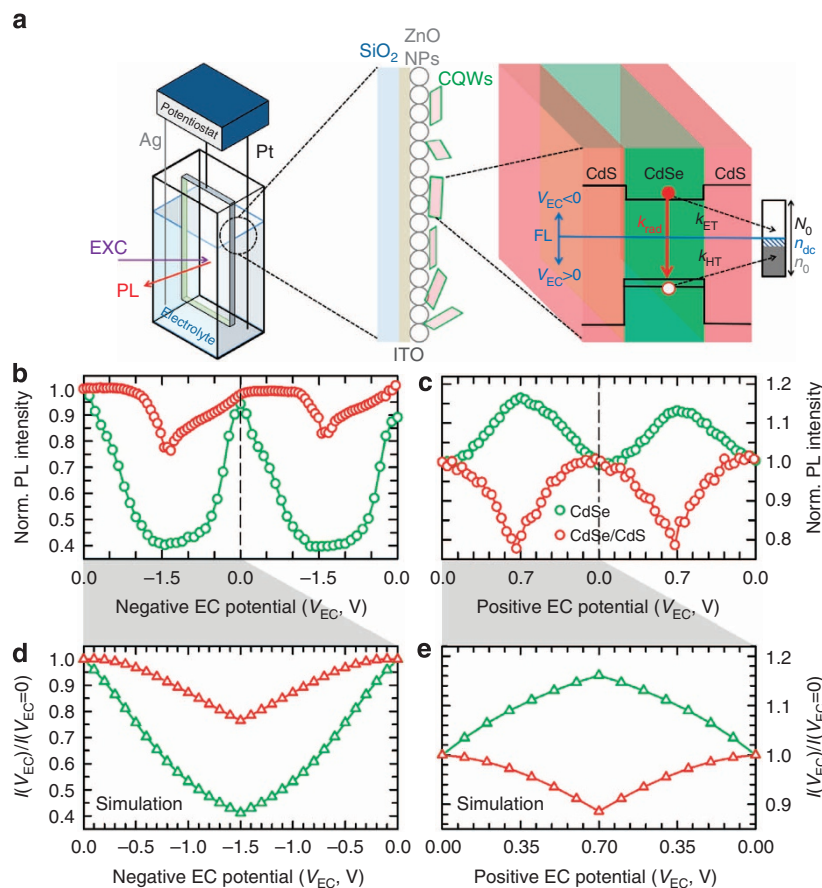 a
ZnO
SiO2 NPs
CQWs
Potentiostat
Ag
Pt
CdS CdSe CdS
VEC<0
kET
N0
krad
EXC
FL
ndc
kHT
n0
PL
VEC>0
Electrolyte
ITO
b
c
Norm. PL intensity
1.0
0.9
0.8
0.7
0.6
0.5
0.4
0.0 −1.5 0.0 −1.5 0.0
Negative EC potential (VEC, V)
CdSe
CdSe/CdS
1.2
1.1
1.0
0.9
0.8
Norm. PL intensity
0.0 0.7 0.0 0.7 0.0
Positive EC potential (VEC, V)
d
e
I(VEC)/I(VEC=0)
1.0
0.9
0.8
0.7
0.6
0.5
0.4
Simulation
0.0 −0.5 −1.0 −1.5 −1.0 −0.5 0.0
Negative EC potential (VEC, V)
1.2
1.1
1.0
0.9
I(VEC)/I(VEC=0)
Simulation
0.00 0.35 0.70 0.35 0.00
Positive EC potential (VEC, V)